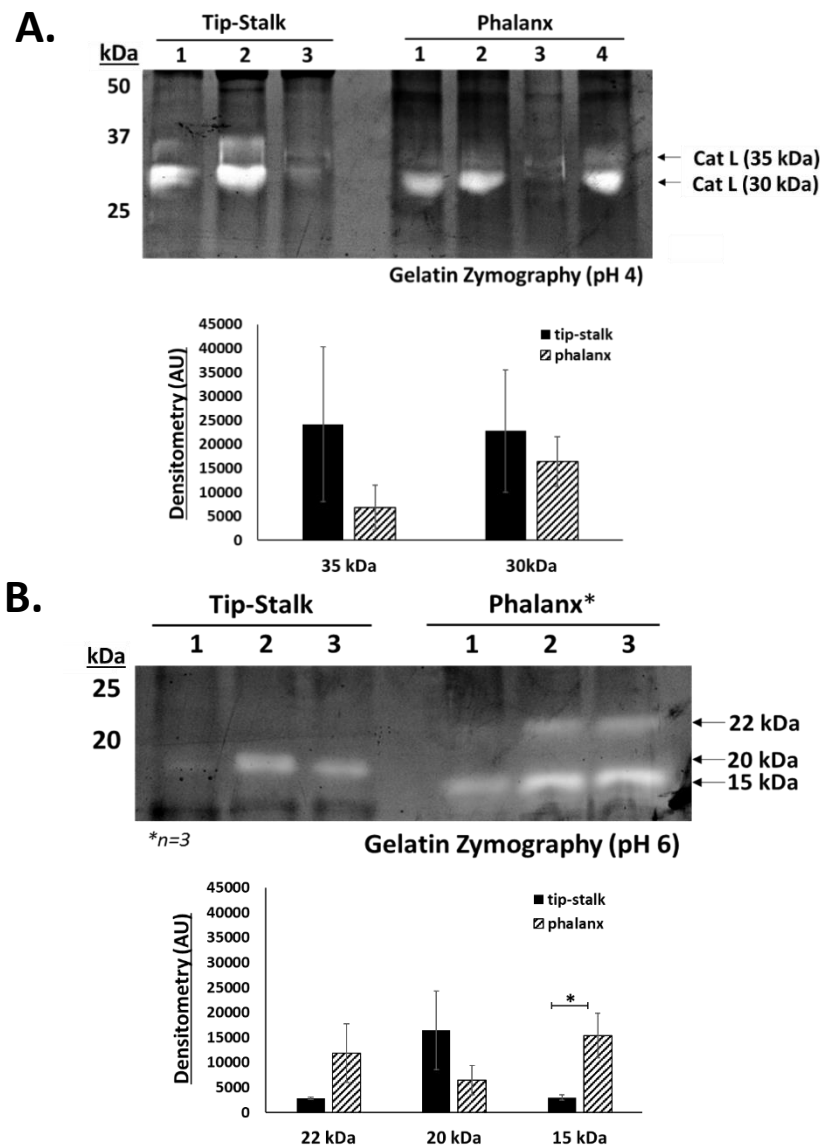 A.
Tip-Stalk Phalanx
kDa 1 2 3 1 2 3 4
50
37
Cat L (35 kDa)
Cat L (30 kDa)
25
Gelatin Zymography (pH 4)
Densitometry (AU)
45000
40000
35000
30000
25000
20000
15000
10000
5000
0
tip-stalk
phalanx
35 kDa 30kDa
B.
Tip-Stalk Phalanx*
1 2 3 1 2 3
kDa
25
20
22 kDa
20 kDa
15 kDa
*n=3 Gelatin Zymography (pH 6)
Densitometry (AU)
45000
40000
35000
30000
25000
20000
15000
10000
5000
0
tip-stalk
phalanx
*
22 kDa 20 kDa 15 kDa